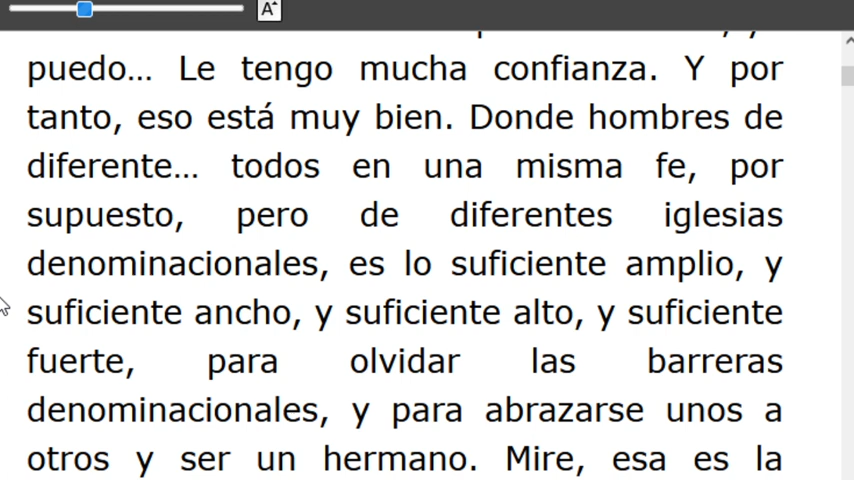 A
puedo... Le tengo mucha confianza. Y por
tanto, eso está muy bien. Donde hombres de
diferente... todos en una misma fe, por
supuesto, pero de diferentes iglesias
denominacionales, es lo suficiente amplio, y
suficiente ancho, y suficiente alto, y suficiente
fuerte, para olvidar las barreras
denominacionales, y para abrazarse unos a
otros y ser un hermano. Mire, esa es la